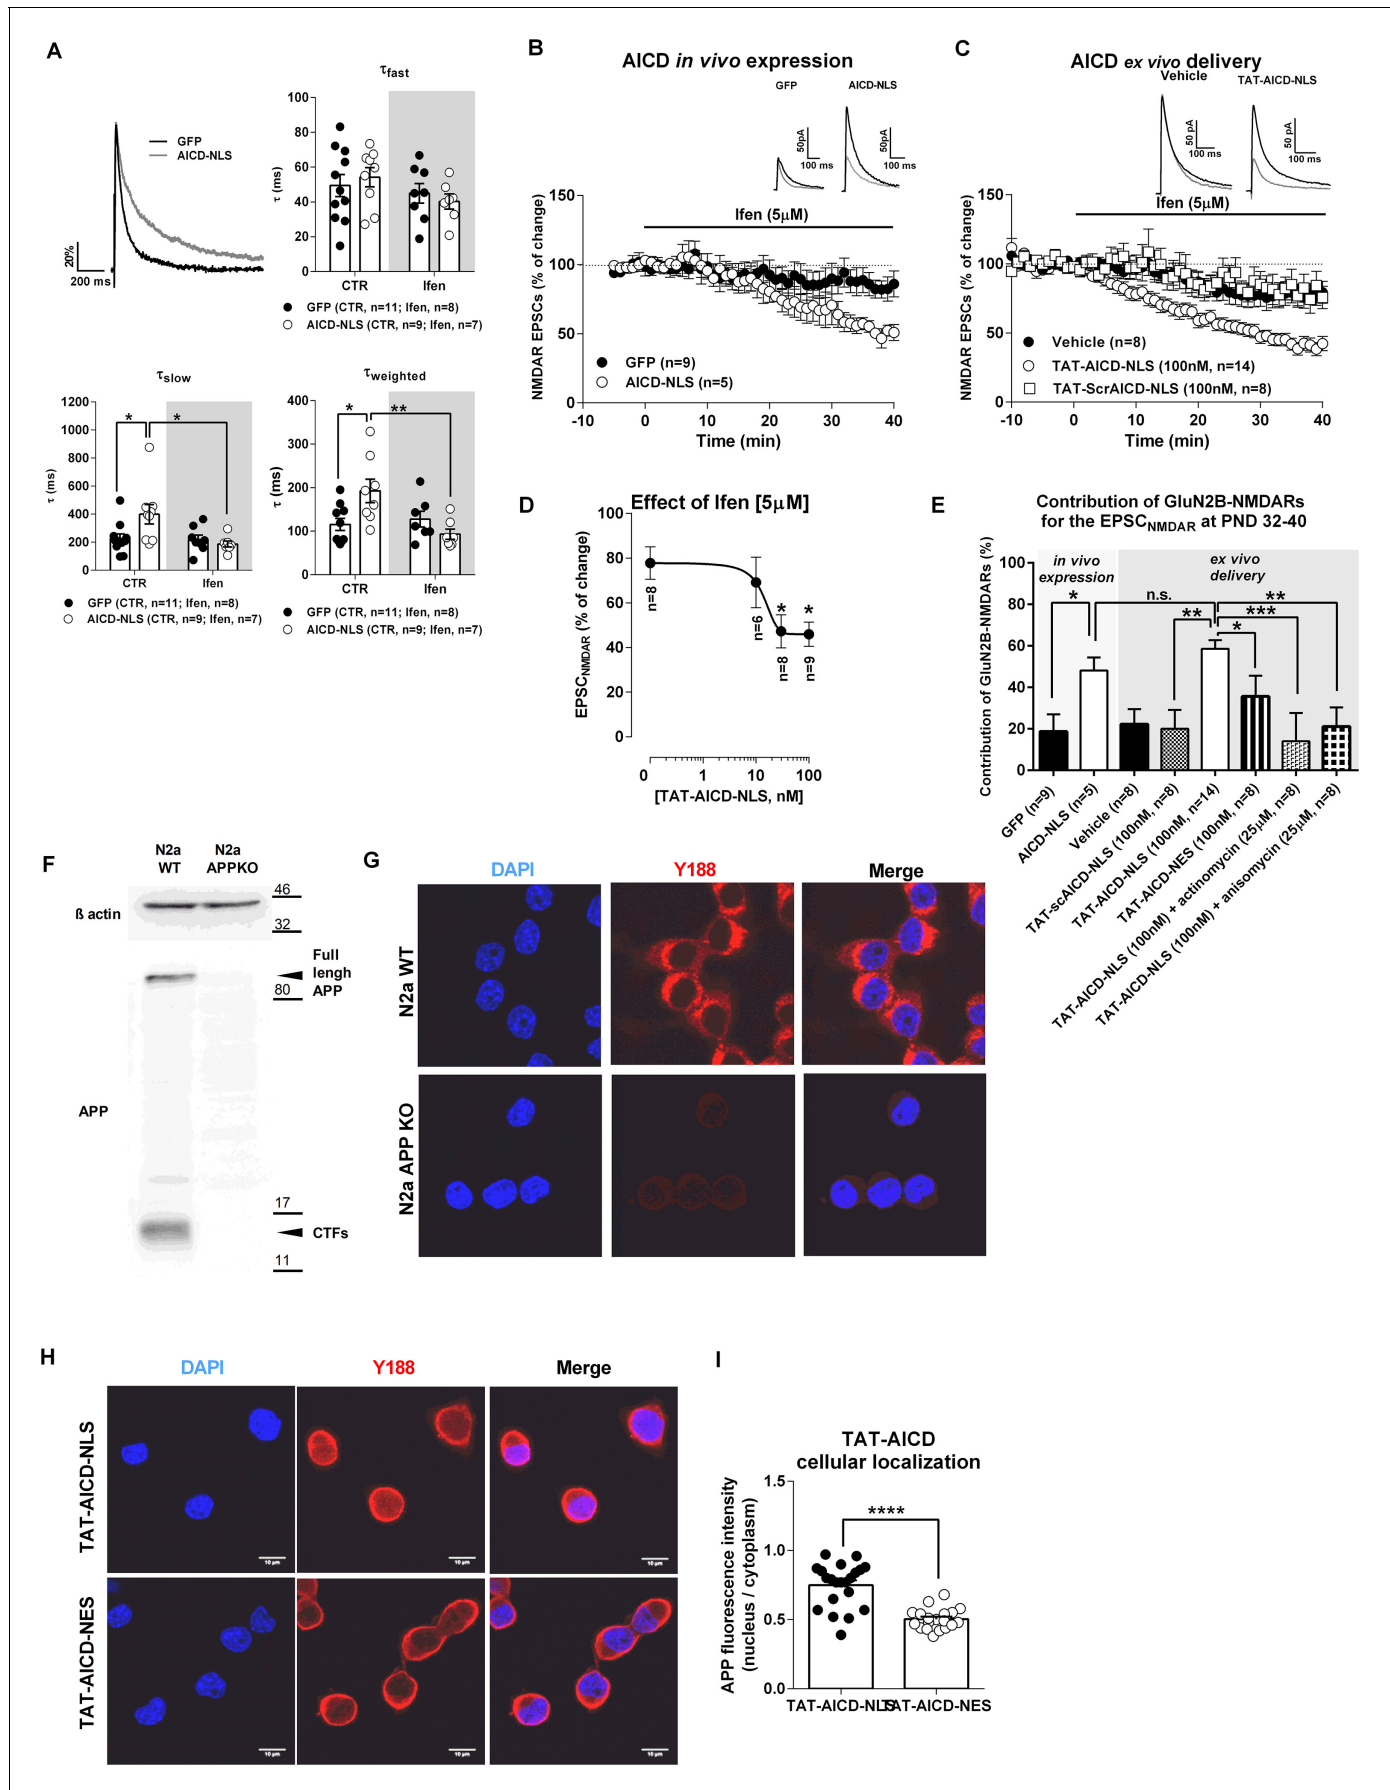 A
GFP
AICD-NLS
20%
200 ms
τfast
τ (ms)
100
80
60
40
20
0
CTR
Ifen
GFP (CTR, n=11; Ifen, n=8)
AICD-NLS (CTR, n=9; Ifen, n=7)
τslow
τ (ms)
1200
1000
800
600
400
200
0
*
*
CTR
Ifen
GFP (CTR, n=11; Ifen, n=8)
AICD-NLS (CTR, n=9; Ifen, n=7)
τweighted
τ (ms)
400
300
200
100
0
*
**
CTR
Ifen
GFP (CTR, n=11; Ifen, n=8)
AICD-NLS (CTR, n=9; Ifen, n=7)
B
AICD in vivo expression
GFP
AICD-NLS
50pA
100 ms
50pA
100 ms
Ifen (5µM)
NMDAR EPSCs (% of change)
150
100
50
0
GFP (n=9)
AICD-NLS (n=5)
-10
0
10
20
30
40
Time (min)
C
AICD ex vivo delivery
Vehicle
TAT-AICD-NLS
50 pA
100 ms
50 pA
100 ms
Ifen (5µM)
NMDAR EPSCs (% of change)
150
100
50
0
Vehicle (n=8)
TAT-AICD-NLS (100nM, n=14)
TAT-ScrAICD-NLS (100nM, n=8)
-10
0
10
20
30
40
Time (min)
D
Effect of Ifen [5µM]
EPSCNMDAR (% of change)
100
80
60
40
80
20
0
n=8
n=6
*
n=8
*
n=9
0
1
10
100
[TAT-AICD-NLS, nM]
E
Contribution of GluN2B-NMDARs
for the EPSCNMDAR at PND 32-40
Contribution of GluN2B-NMDARs (%)
100
80
60
40
20
0
in vivo
expression
ex vivo
delivery
*
n.s.
**
**
***
*
GFP (n=9)
AICD-NLS (n=5)
Vehicle (n=8)
TAT-scAICD-NLS (100nM, n=8)
TAT-AICD-NLS (100nM, n=14)
TAT-AICD-NES (100nM, n=8)
TAT-AICD-NLS (100nM) + actinomycin (25µM, n=8)
TAT-AICD-NLS (100nM) + anisomycin (25µM, n=8)
F
N2a
WT
N2a
APPKO
ß actin
46
32
Full
lengh
APP
80
APP
17
CTFs
11
G
DAPI
Y188
Merge
N2a WT
N2a APP KO
H
DAPI
Y188
Merge
TAT-AICD-NLS
10 µm
10 µm
10 µm
TAT-AICD-NES
10 µm
10 µm
10 µm
I
TAT-AICD
cellular localization
APP fluorescence intensity
(nucleus / cytoplasm)
1.5
1.0
0.5
0.0
****
TAT-AICD-NLS
TAT-AICD-NES